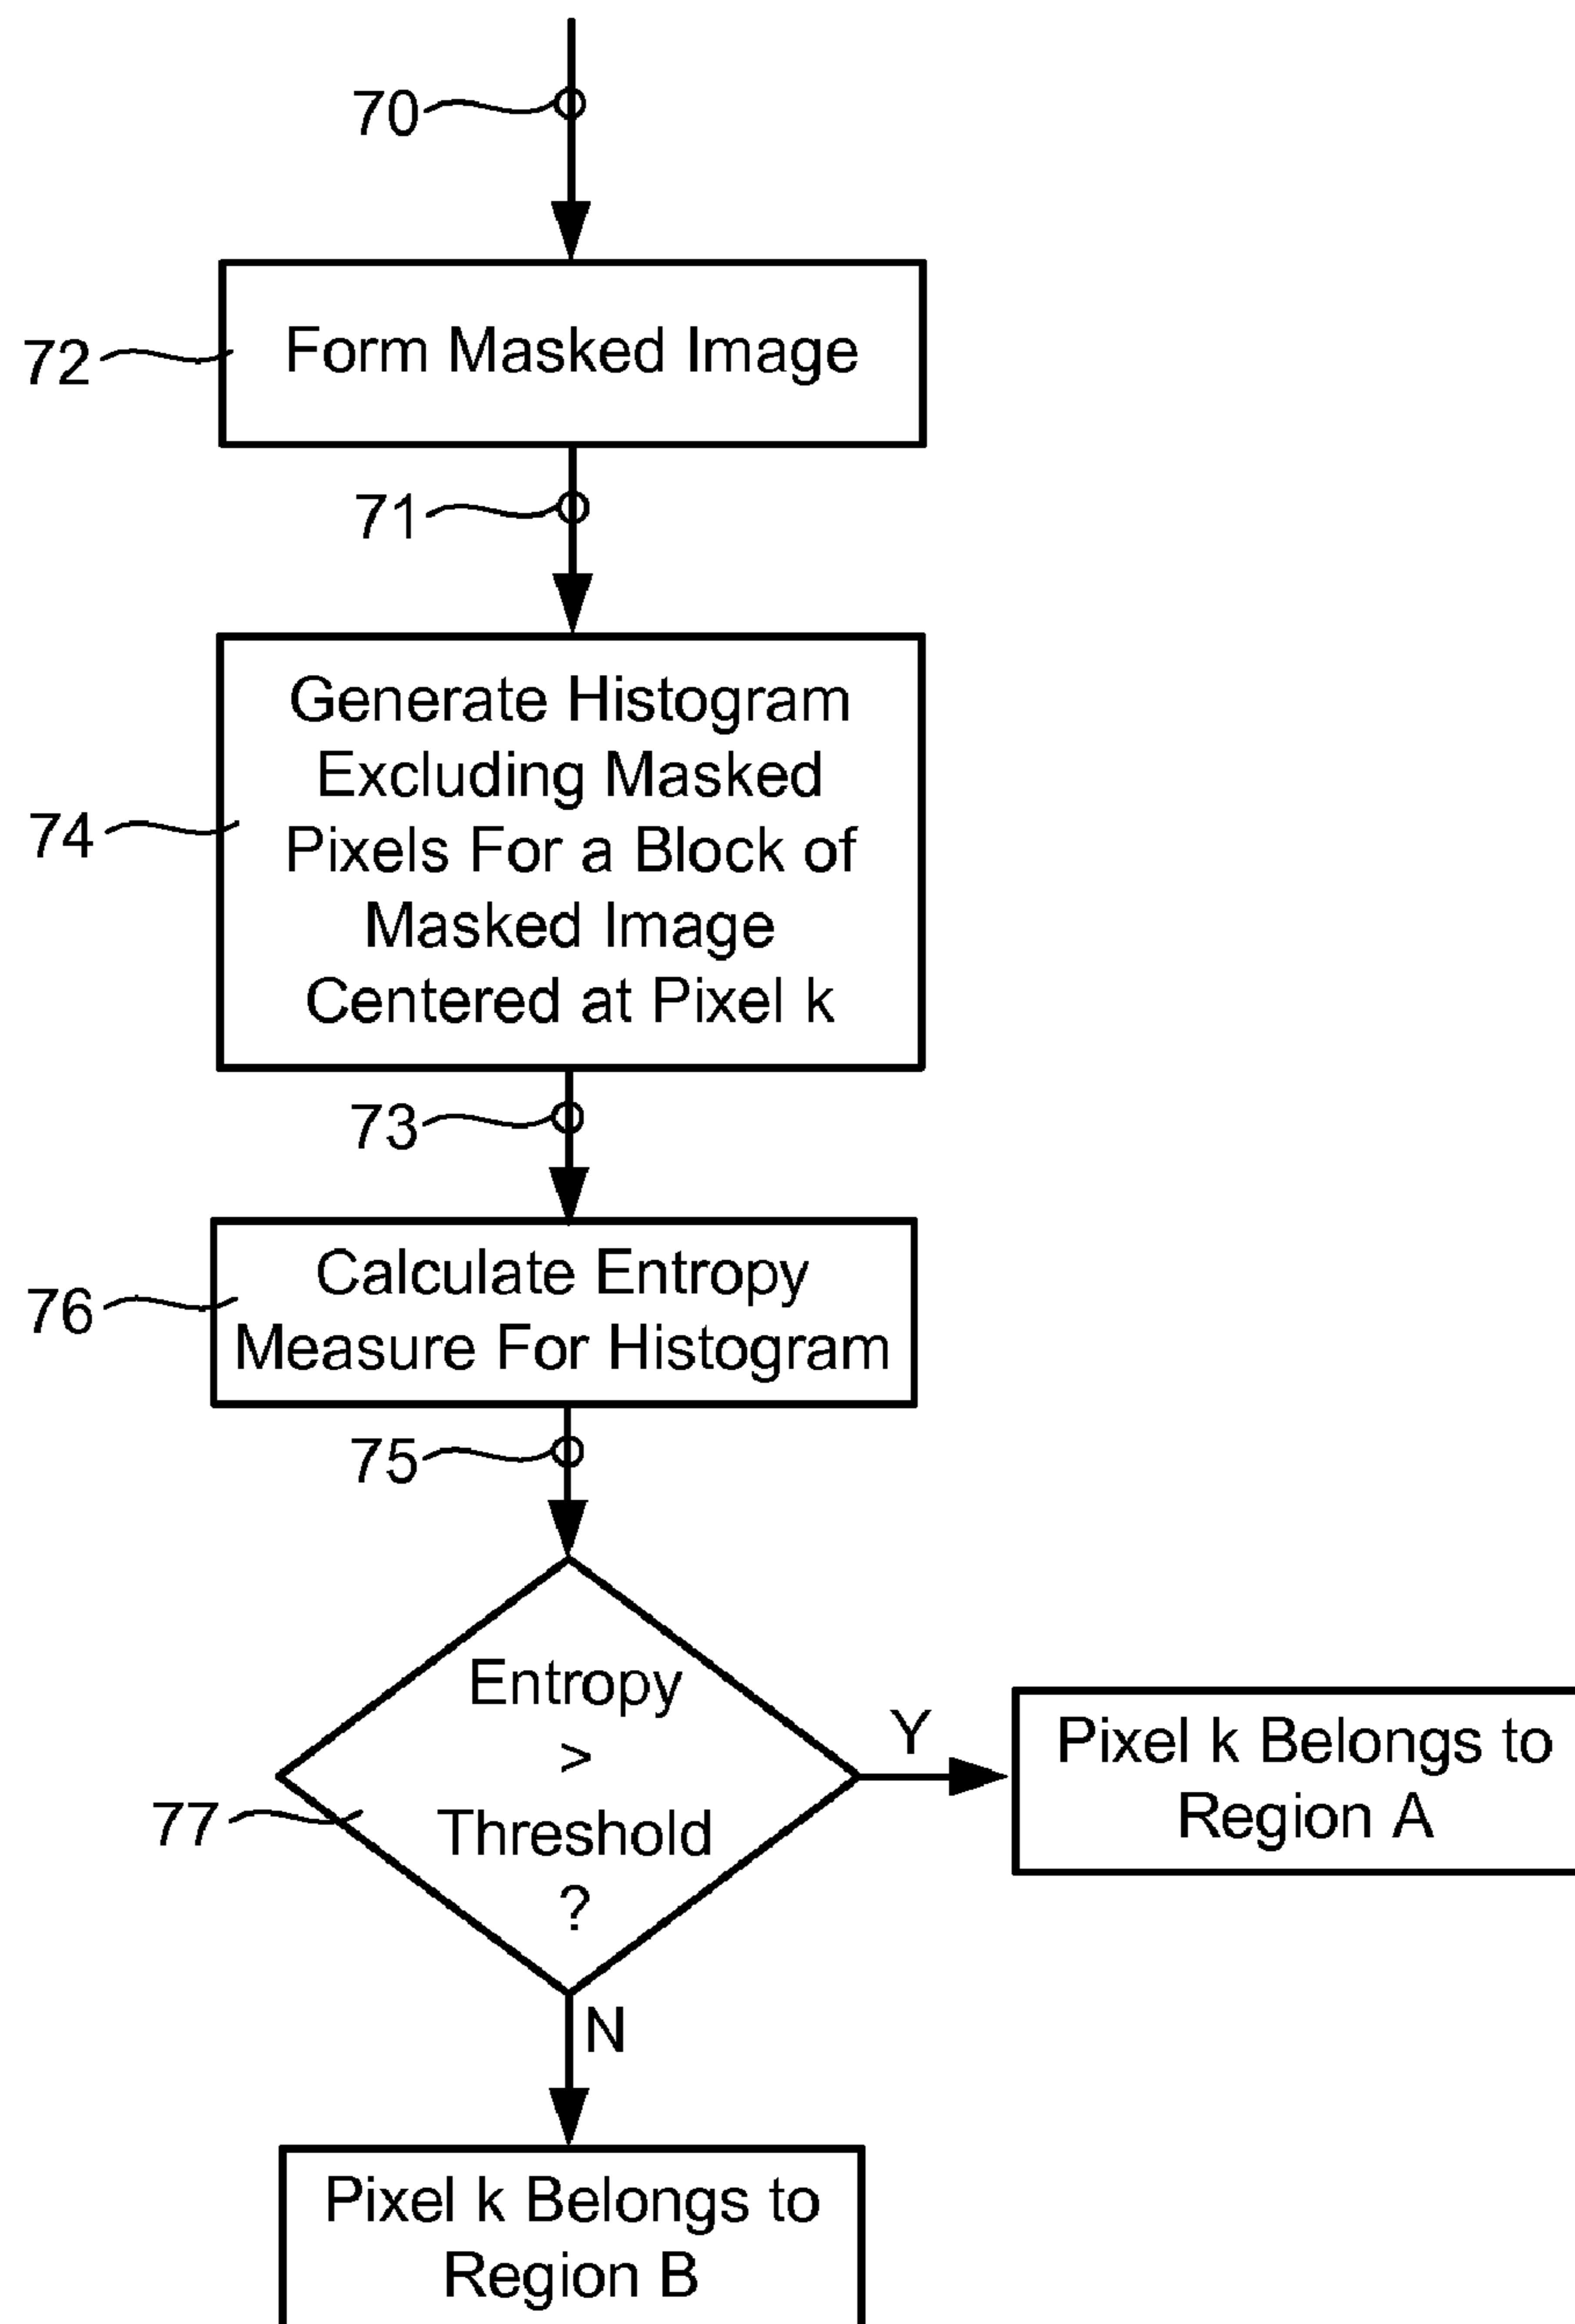 70
72
Form Masked Image
71
74
Generate Histogram
Excluding Masked
Pixels For a Block of
Masked Image
Centered at Pixel k
73
76
Calculate Entropy
Measure For Histogram
75
77
Entropy
>
Threshold
?
Y
Pixel k Belongs to
Region A
N
Pixel k Belongs to
Region B